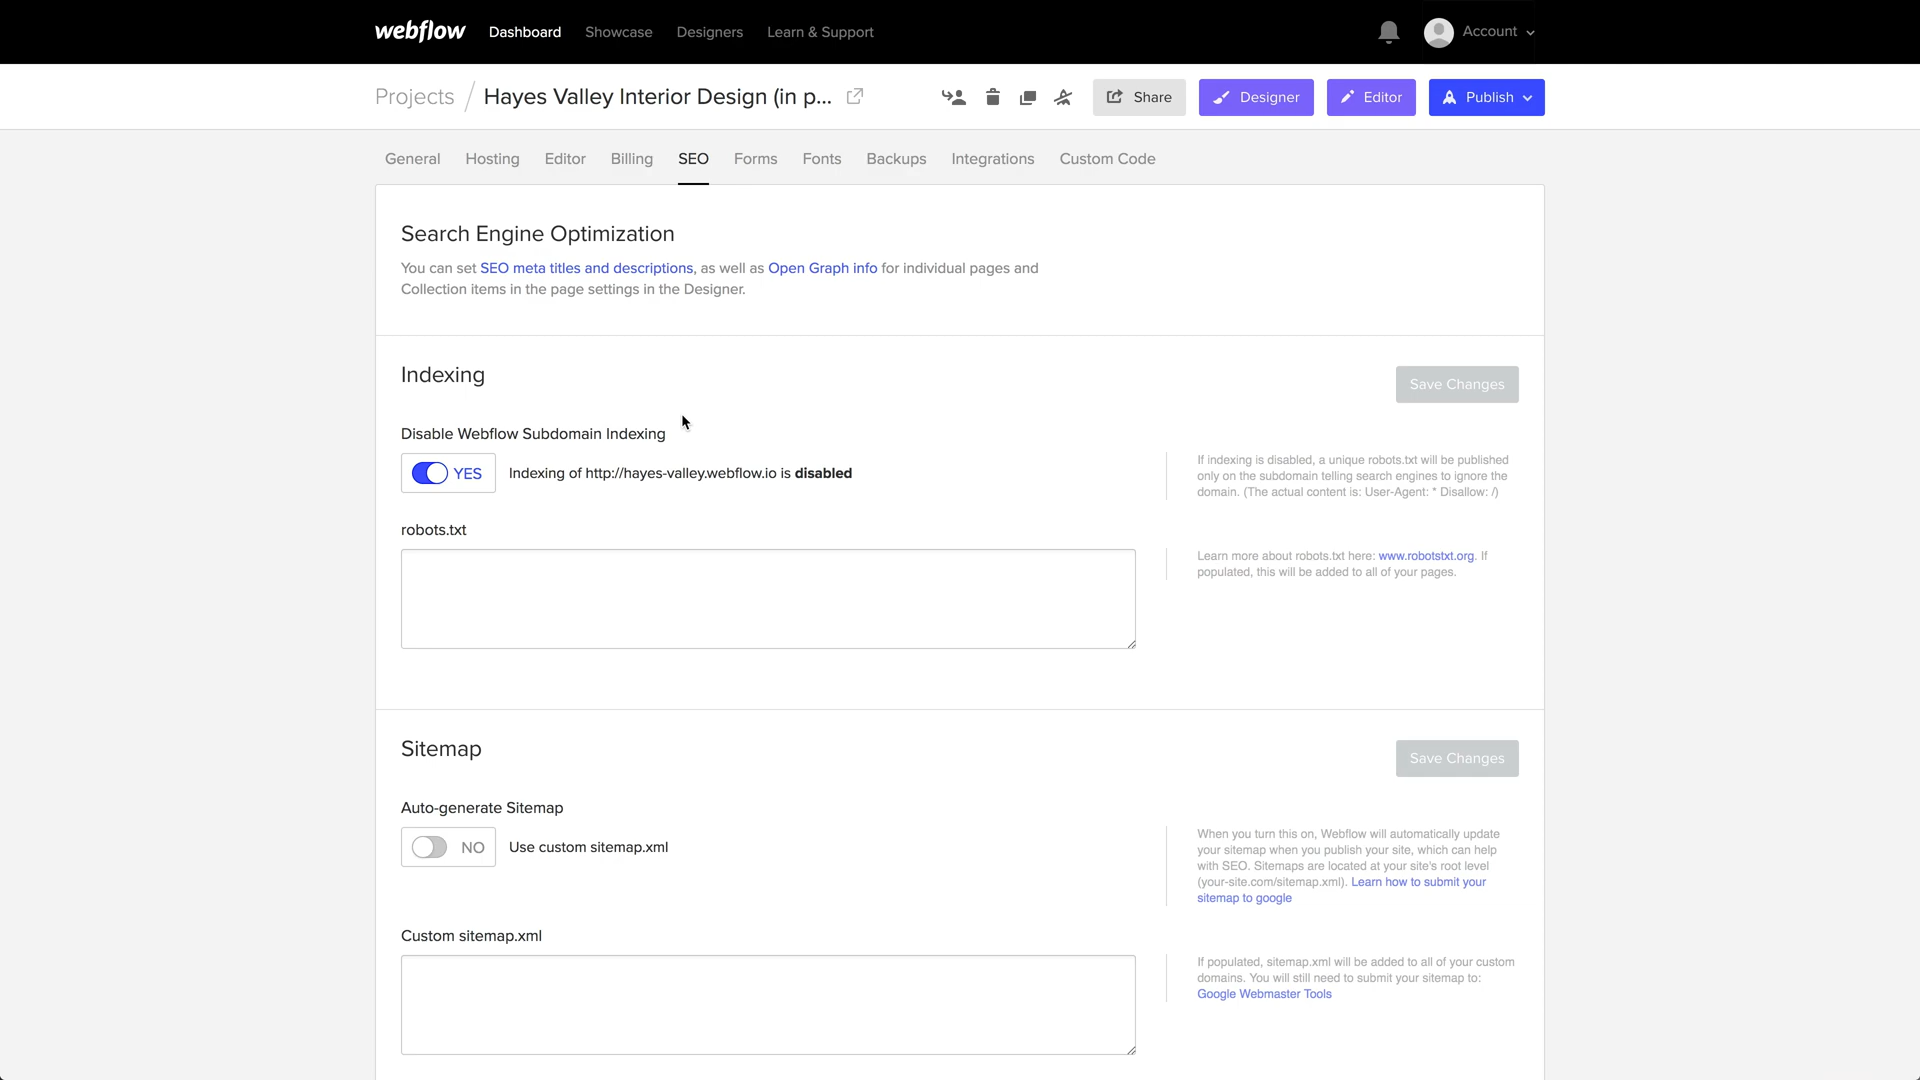 webflow Dashboard Showcase Designers Learn & Support Account
Projects / Hayes Valley Interior Design (in p... Share Designer Editor Publish
General Hosting Editor Billing SEO Forms Fonts Backups Integrations Custom Code
Search Engine Optimization
You can set SEO meta titles and descriptions, as well as Open Graph info for individual pages and
Collection items in the page settings in the Designer.
Indexing
Save Changes
Disable Webflow Subdomain Indexing
YES Indexing of http://hayes-valley.webflow.io is disabled
If indexing is disabled, a unique robots.txt will be published
only on the subdomain telling search engines to ignore the
domain. (The actual content is: User-Agent: * Disallow: /)
robots.txt
Learn more about robots.txt here: www.robotstxt.org. If
populated, this will be added to all of your pages.
Sitemap
Save Changes
Auto-generate Sitemap
NO Use custom sitemap.xml
When you turn this on, Webflow will automatically update
your sitemap when you publish your site, which can help
with SEO. Sitemaps are located at your site's root level
(your-site.com/sitemap.xml). Learn how to submit your
sitemap to google
Custom sitemap.xml
If populated, sitemap.xml will be added to all of your custom
domains. You will still need to submit your sitemap to:
Google Webmaster Tools